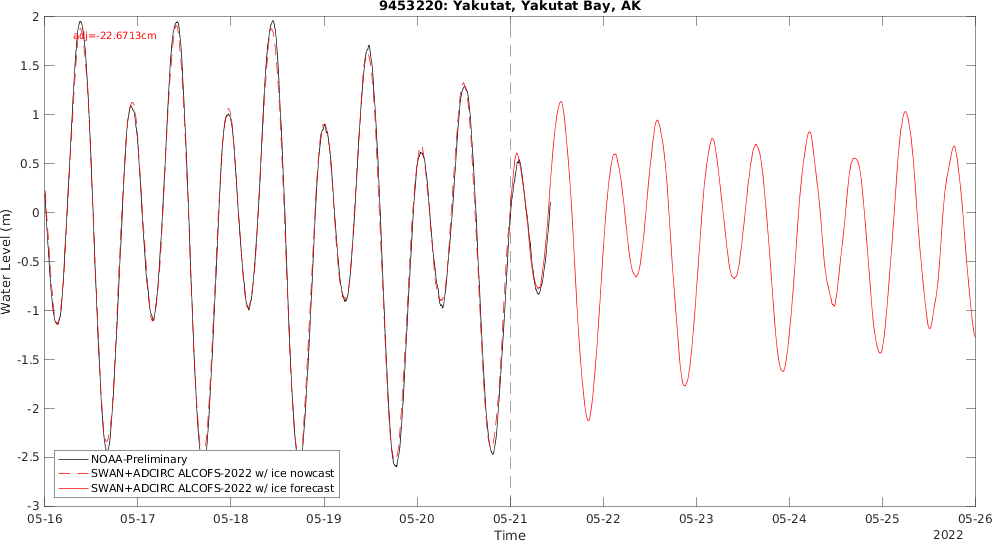 9453220: Yakutat, Yakutat Bay, AK
adj=-22.6713cm
Water Level (m)
2
1.5
1
0.5
0
-0.5
-1
-1.5
-2
-2.5
-3
NOAA-Preliminary
SWAN+ADCIRC ALCOFS-2022 w/ ice nowcast
SWAN+ADCIRC ALCOFS-2022 w/ ice forecast
05-16 05-17 05-18 05-19 05-20 05-21 05-22 05-23 05-24 05-25 05-26
Time
2022